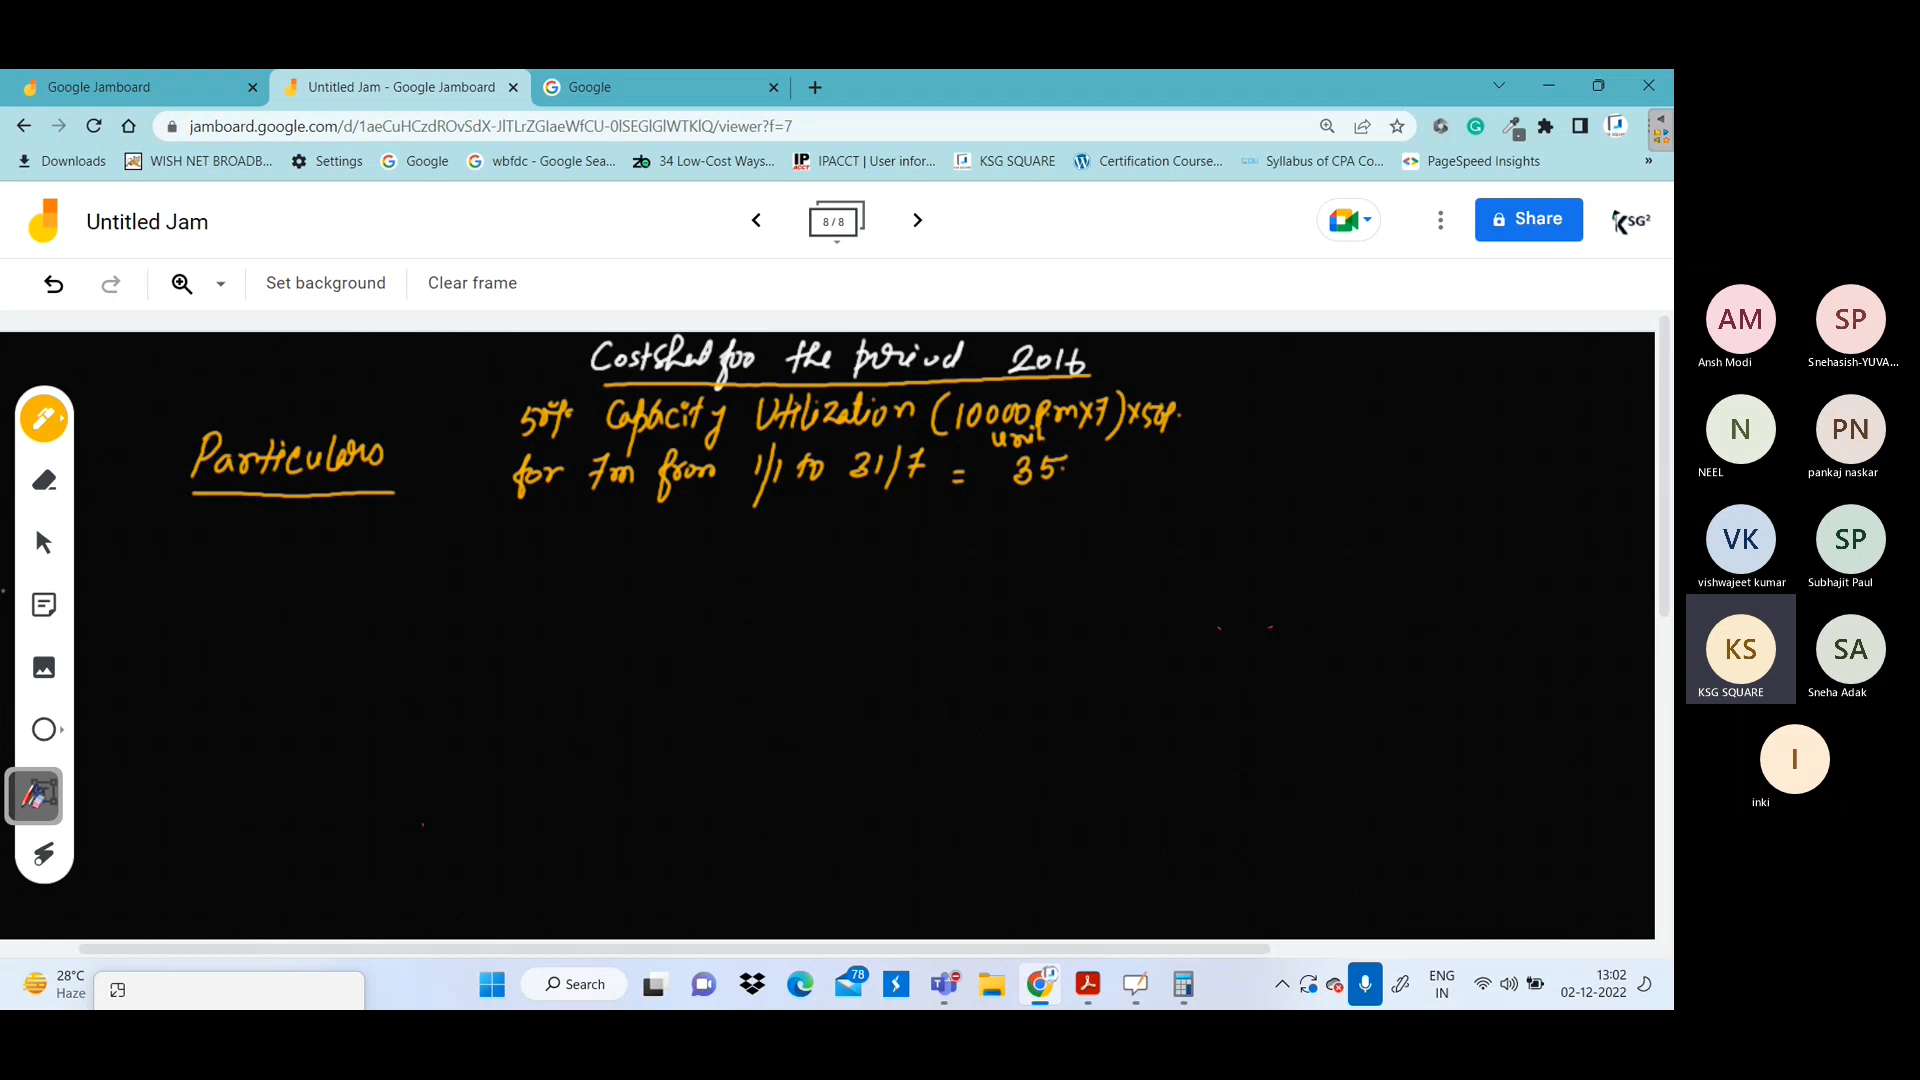 Google Jamboard
Untitled Jam - Google Jamboard
Google
jamboard.google.com/d/1aeCuHCzdROvSdX-JlTLrZGIaeWfCU-0lSEGlGlWTKlQ/viewer?f=7
Downloads
WISH NET BROADB...
Settings
Google
wbfdc - Google Sea...
34 Low-Cost Ways...
IPACCT | User infor...
KSG SQUARE
Certification Course...
Syllabus of CPA Co...
PageSpeed Insights
»
Untitled Jam
8 / 8
Share
KSG²
Set background
Clear frame
Costsheet for the period 2016
50% Capacity Utilization (10000 pm×7)×50%
unit
Particulars
for 7m from 1/1 to 31/7 = 35
AM
Ansh Modi
SP
Snehasish-YUVA...
N
NEEL
PN
pankaj naskar
VK
vishwajeet kumar
SP
Subhajit Paul
KS
KSG SQUARE
SA
Sneha Adak
I
inki
28°C
Haze
Search
78
ENG
IN
13:02
02-12-2022